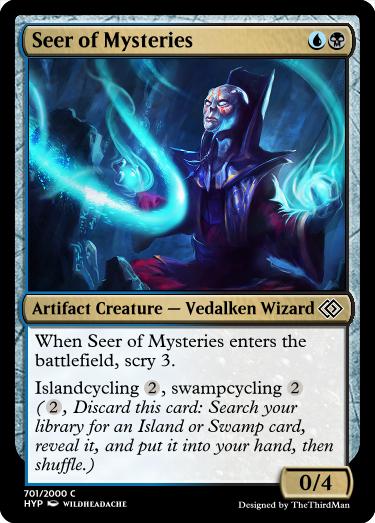 Seer of Mysteries
Artifact Creature — Vedalken Wizard
When Seer of Mysteries enters the
battlefield, scry 3.
Islandcycling 2, swampcycling 2
( 2, Discard this card: Search your
library for an Island or Swamp card,
reveal it, and put it into your hand, then
shuffle.)
0/4
701/2000 C
HYP WILDHEADACHE
Designed by TheThirdMan